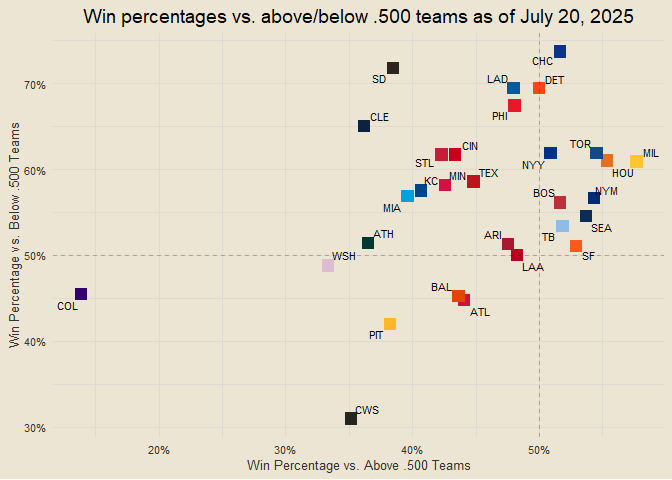 Win percentages vs. above/below .500 teams as of July 20, 2025
CHC
SD
LAD
DET
PHI
CLE
CIN
STL
TOR
NYY
HOU
MIL
KC
MIN
TEX
MIA
BOS
NYM
ATH
ARI
TB
SEA
WSH
LAA
SF
COL
BAL
ATL
PIT
CWS
70%
60%
50%
40%
30%
Win Percentage vs. Below .500 Teams
20%
30%
40%
50%
Win Percentage vs. Above .500 Teams